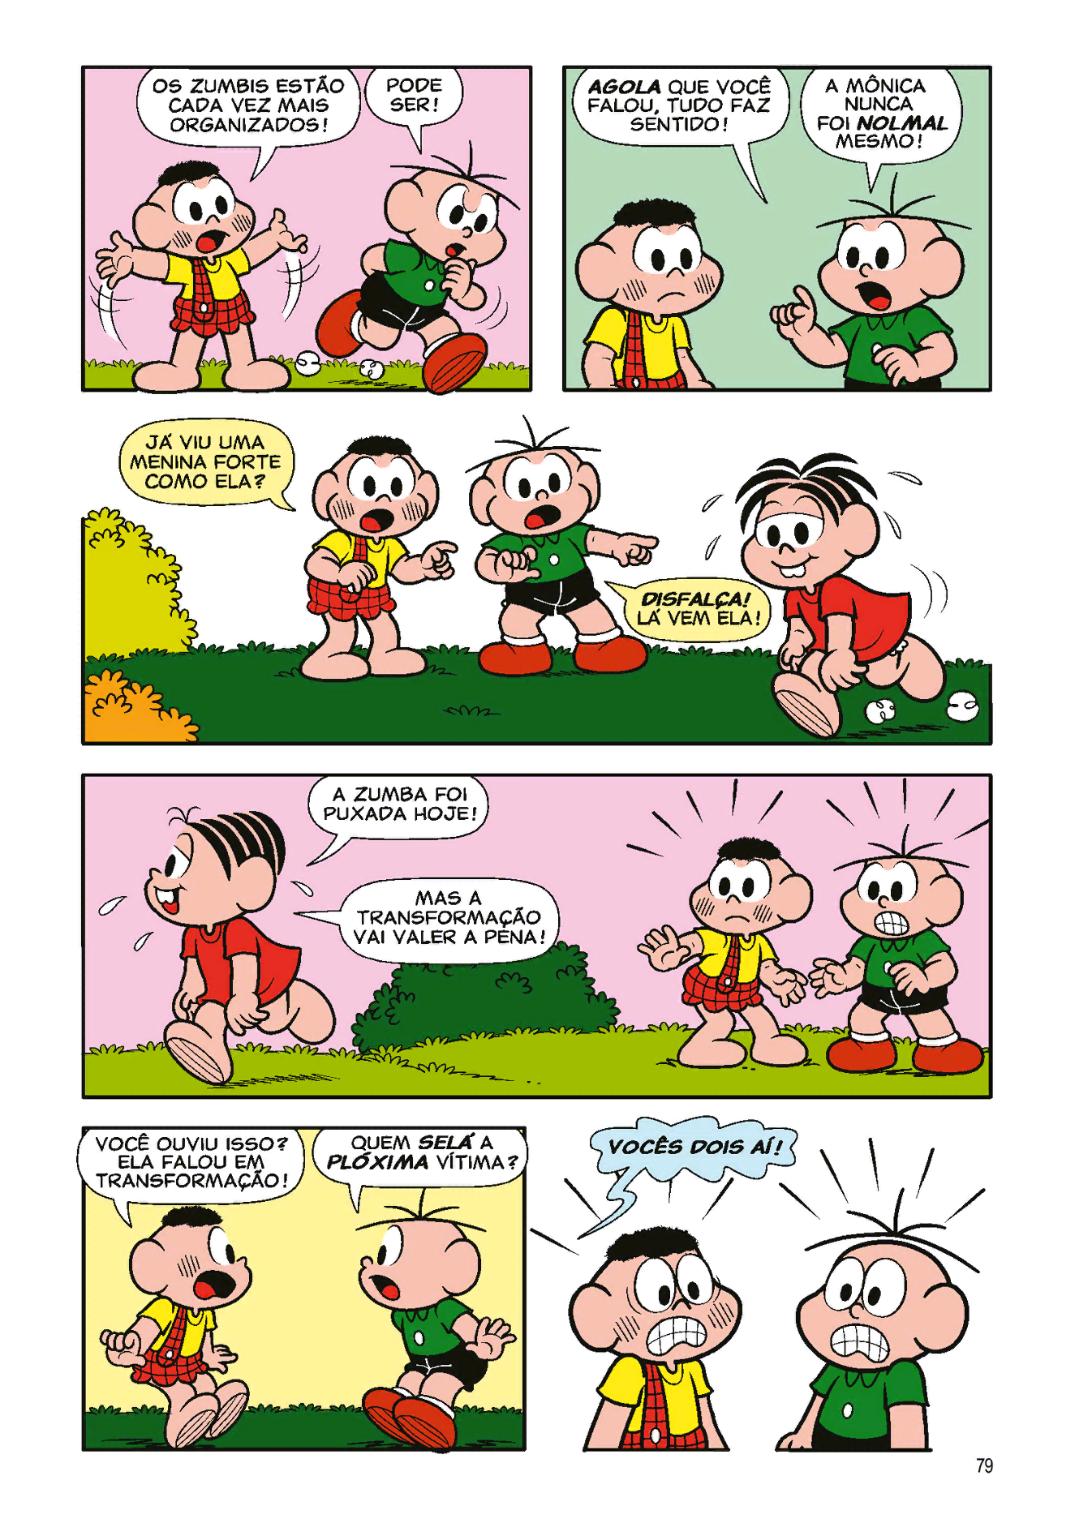 OS ZUMBIS ESTÃO
CADA VEZ MAIS
ORGANIZADOS!
PODE
SER!
AGOLA QUE VOCÊ
FALOU, TUDO FAZ
SENTIDO!
A MÔNICA
NUNCA
FOI NOLMAL
MESMO!
JÁ VIU UMA
MENINA FORTE
COMO ELA?
DISFALÇA!
LÁ VEM ELA!
A ZUMBA FOI
PUXADA HOJE!
MAS A
TRANSFORMAÇÃO
VAI VALER A PENA!
VOCÊ OUVIU ISSO?
ELA FALOU EM
TRANSFORMAÇÃO!
QUEM SELÁ A
PLÓXIMA VÍTIMA?
VOCÊS DOIS AÍ!
79